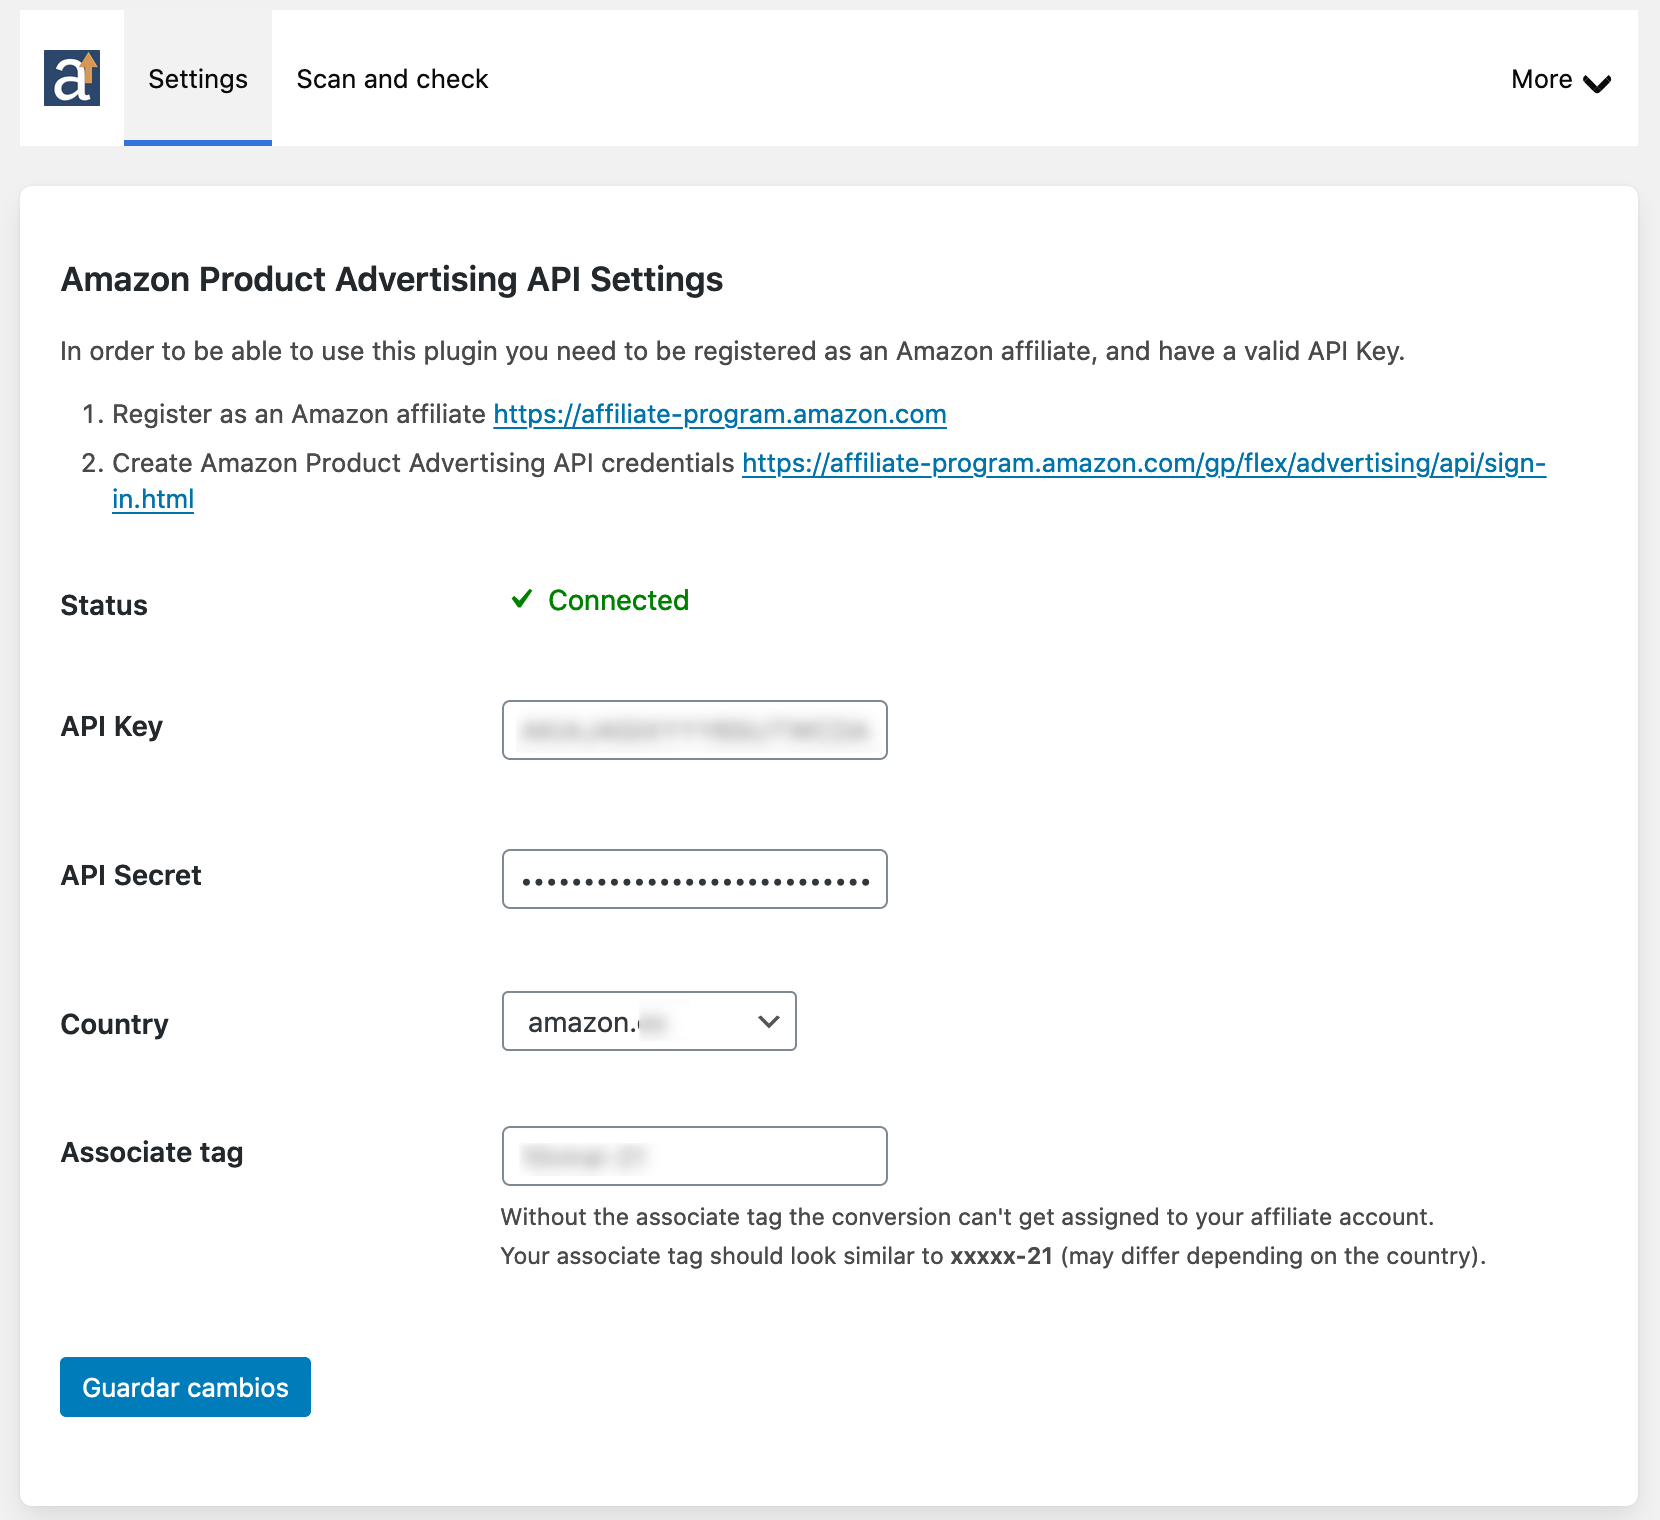 a
Settings
Scan and check
More
Amazon Product Advertising API Settings
In order to be able to use this plugin you need to be registered as an Amazon affiliate, and have a valid API Key.
1. Register as an Amazon affiliate https://affiliate-program.amazon.com
2. Create Amazon Product Advertising API credentials https://affiliate-program.amazon.com/gp/flex/advertising/api/sign-
in.html
Status
Connected
API Key
API Secret
Country
amazon.
Associate tag
Without the associate tag the conversion can't get assigned to your affiliate account.
Your associate tag should look similar to xxxxx-21 (may differ depending on the country).
Guardar cambios